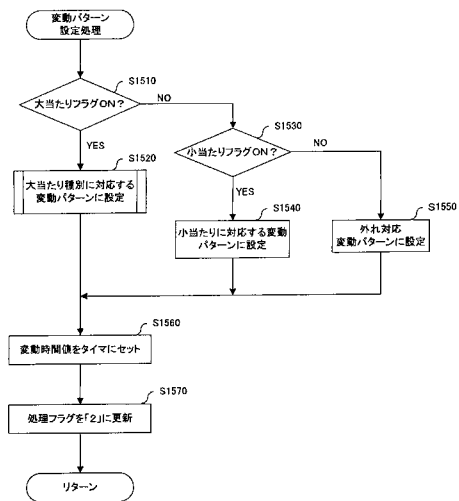 変動パターン
設定処理
S1510
大当たりフラグON?
NO
YES
S1530
小当たりフラグON?
NO
YES
S1520
大当たり種別に対応する
変動パターンに設定
S1540
小当たりに対応する変動
パターンに設定
S1550
外れ対応
変動パターンに設定
S1560
変動時間値をタイマにセット
S1570
処理フラグを「2」に更新
リターン